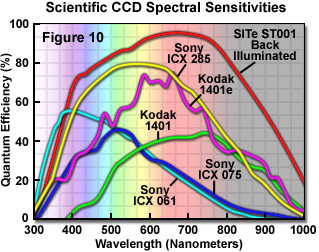 Scientific CCD Spectral Sensitivities
Figure 10
Sony
ICX 285
SITe ST001
Back
Illuminated
Kodak
1401e
Kodak
1401
Sony
ICX 075
Sony
ICX 061
Quantum Efficiency (%)
100
80
60
40
20
0
300
400
500
600
700
800
900
1000
Wavelength (Nanometers)